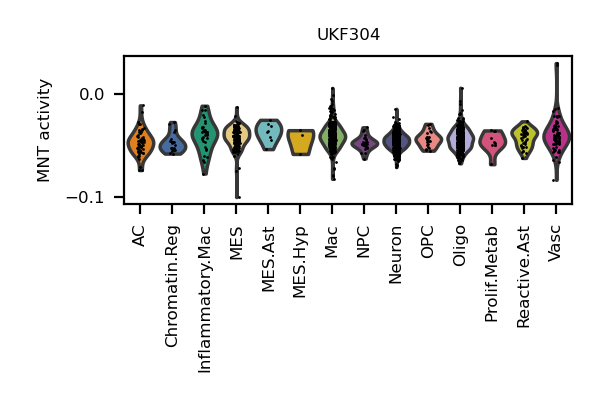 UKF304
MNT activity
0.0
−0.1
AC
Chromatin.Reg
Inflammatory.Mac
MES
MES.Ast
MES.Hyp
Mac
NPC
Neuron
OPC
Oligo
Prolif.Metab
Reactive.Ast
Vasc